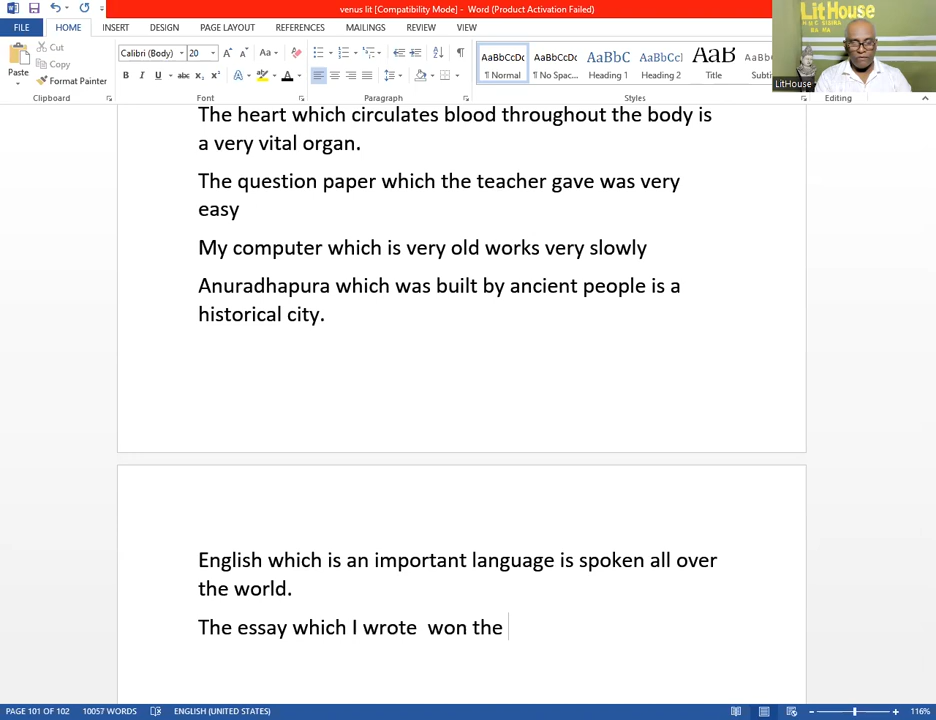 venus lit [Compatibility Mode] - Word (Product Activation Failed)
FILE HOME INSERT DESIGN PAGE LAYOUT REFERENCES MAILINGS REVIEW VIEW
LitHouse
Paste
Cut
Copy
Format Painter
Calibri (Body) 20
AaBbCcDc AaBbCcDc AaBbC AaBbCcl AaB AaBb
¶ Normal ¶ No Spac... Heading 1 Heading 2 Title Subti
LitHouse
Clipboard Font Paragraph Styles Editing
The heart which circulates blood throughout the body is
a very vital organ.
The question paper which the teacher gave was very
easy
My computer which is very old works very slowly
Anuradhapura which was built by ancient people is a
historical city.
English which is an important language is spoken all over
the world.
The essay which I wrote  won the
PAGE 101 OF 102 10057 WORDS ENGLISH (UNITED STATES) 116%